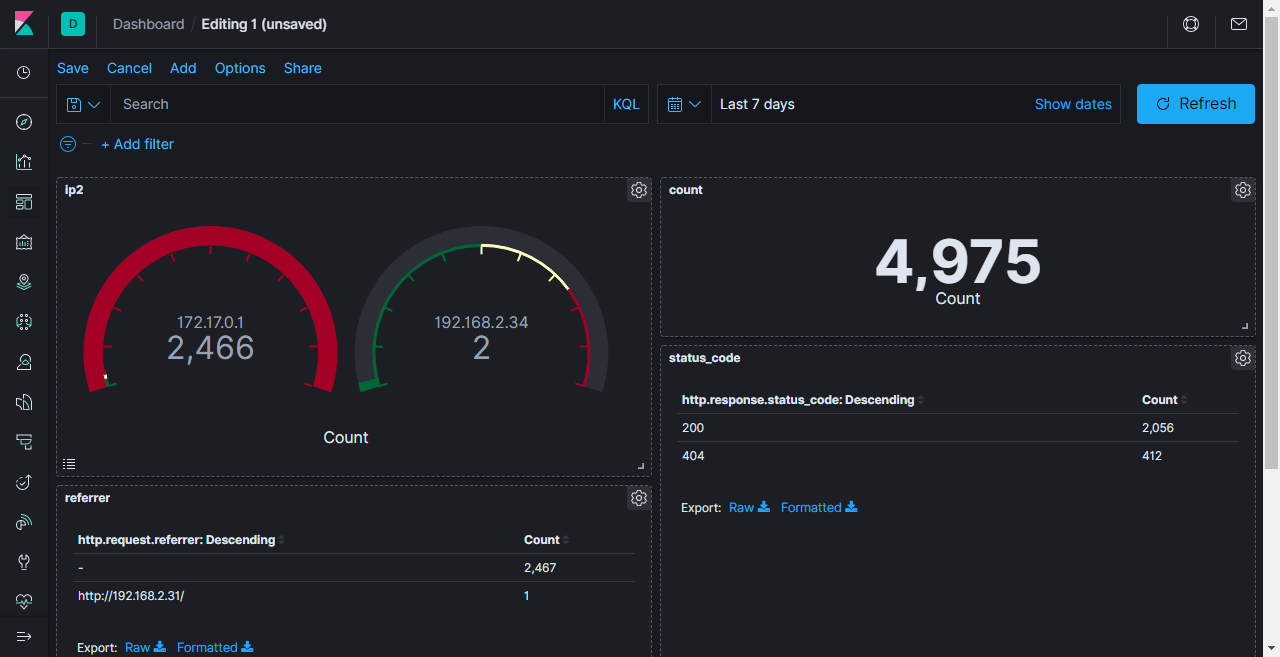 D Dashboard / Editing 1 (unsaved)
Save Cancel Add Options Share
Search KQL Last 7 days Show dates Refresh
+ Add filter
ip2
172.17.0.1
2,466
192.168.2.34
2
Count
count
4,975
Count
status_code
http.response.status_code: Descending Count
200 2,056
404 412
Export: Raw Formatted
referrer
http.request.referrer: Descending Count
- 2,467
http://192.168.2.31/ 1
Export: Raw Formatted